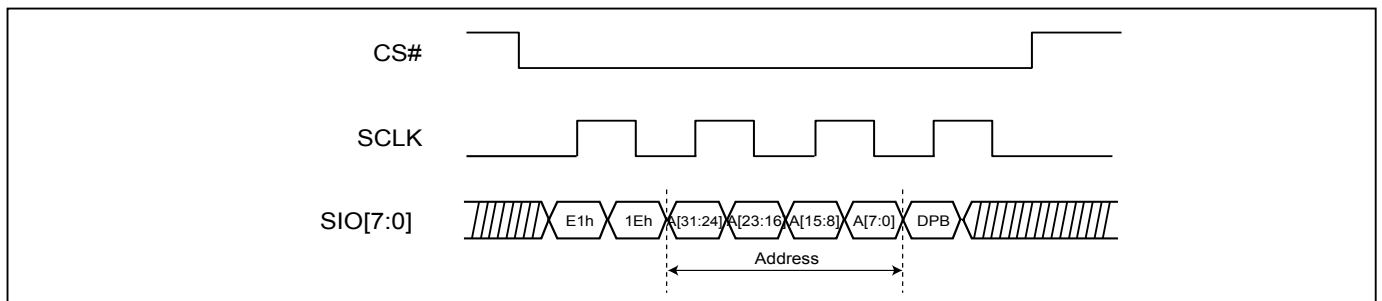 CS#
SCLK
SIO[7:0]
E1h 1Eh A[31:24] A[23:16] A[15:8] A[7:0] DPB
Address